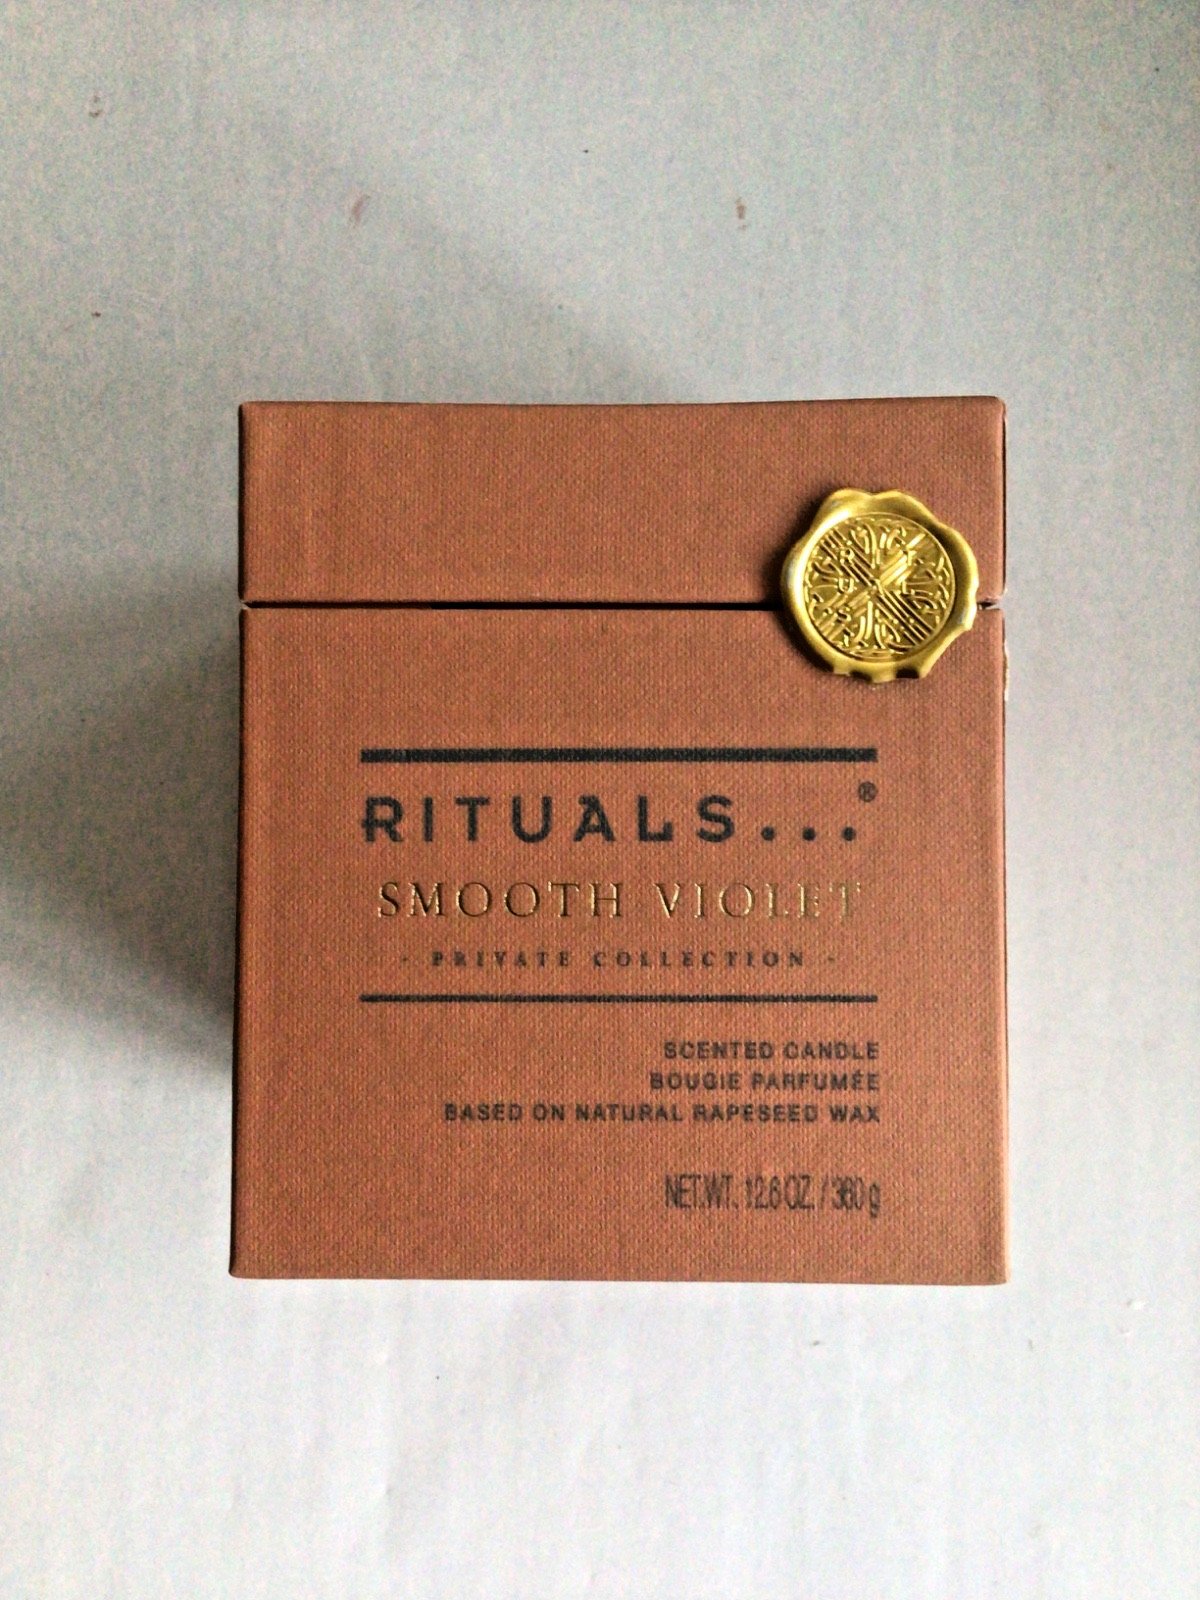 RITUALS...®
SMOOTH VIOLET
- PRIVATE COLLECTION -
SCENTED CANDLE
BOUGIE PARFUMÉE
BASED ON NATURAL RAPESEED WAX
NET.WT. 12.6 OZ. / 360 g